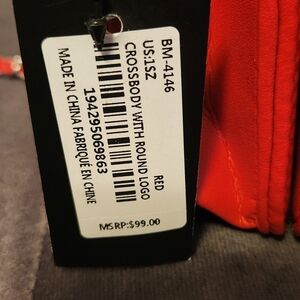 BM-4146
US:1SZ RED
CROSSBODY WITH ROUND LOGO
194295069863
MADE IN CHINA FABRIQUÉ EN CHINE
MSRP:$99.00